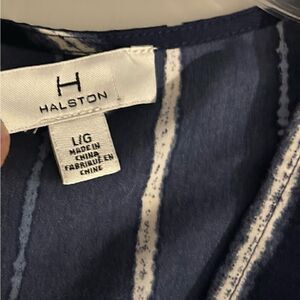 H
HALSTON
L/G
MADE IN
CHINA
FABRIQUÉ EN
CHINE